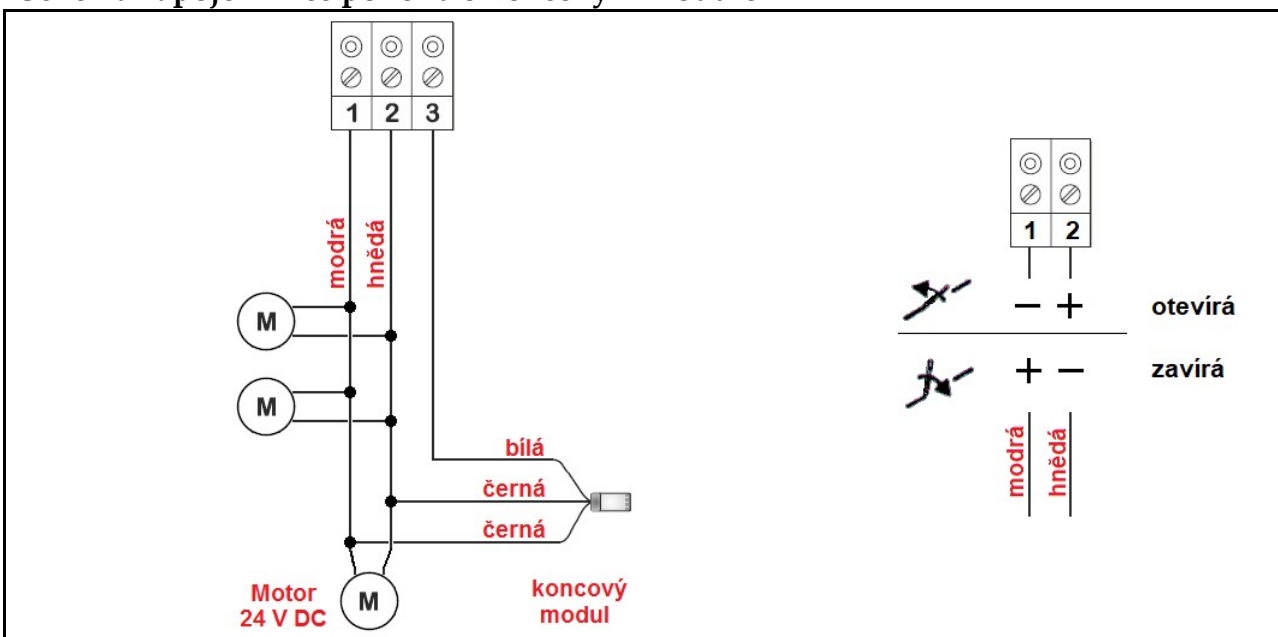 1 2 3
modrá
hnědá
M
M
bílá
černá
černá
Motor
24 V DC
M
koncový
modul
1 2
− + otevírá
+ − zavírá
modrá
hnědá